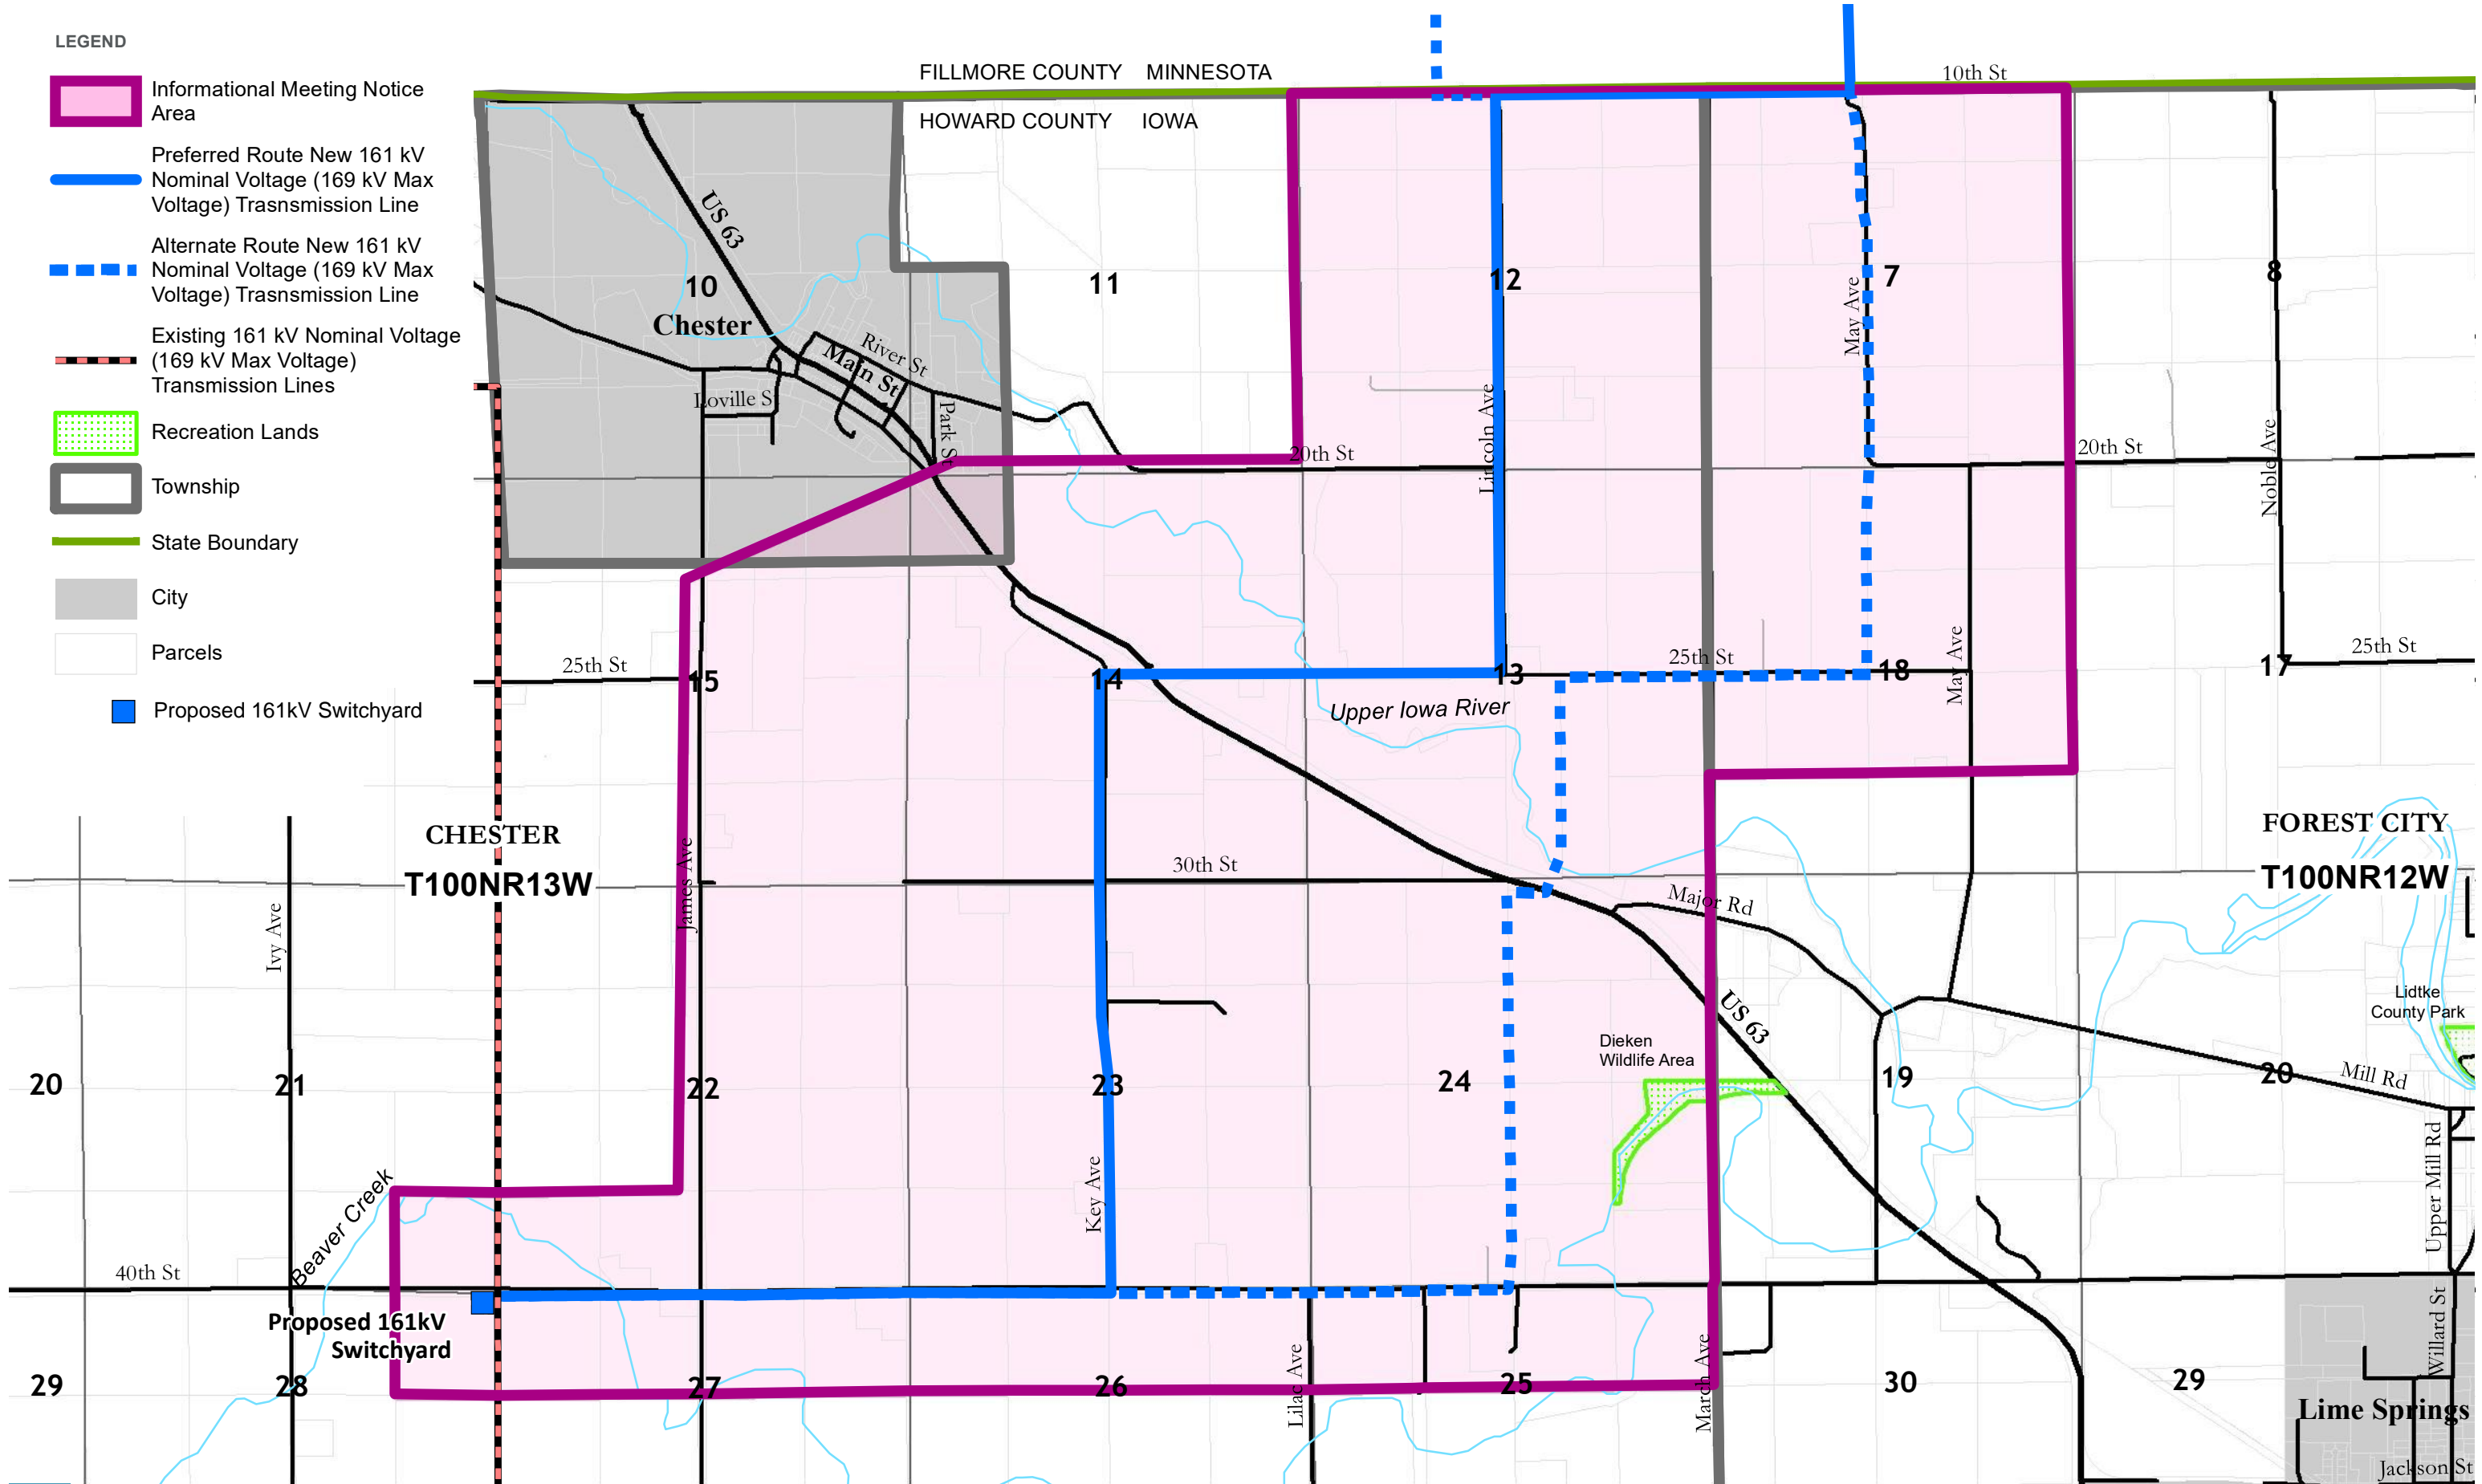 LEGEND
Informational Meeting Notice
Area
Preferred Route New 161 kV
Nominal Voltage (169 kV Max
Voltage) Trasnsmission Line
Alternate Route New 161 kV
Nominal Voltage (169 kV Max
Voltage) Trasnsmission Line
Existing 161 kV Nominal Voltage
(169 kV Max Voltage)
Transmission Lines
Recreation Lands
Township
State Boundary
City
Parcels
Proposed 161kV Switchyard
FILLMORE COUNTY MINNESOTA
HOWARD COUNTY IOWA
10th St
US 63
10
Chester
11
12
7
8
May Ave
River St
Main St
Loville S
Park St
Lincoln Ave
20th St
20th St
Noble Ave
25th St
15
14
13
25th St
18
May Ave
17
25th St
Upper Iowa River
CHESTER
T100NR13W
James Ave
30th St
Major Rd
FOREST CITY
T100NR12W
Ivy Ave
US 63
Lidtke
County Park
Dieken
Wildlife Area
20
21
22
23
24
19
20
Mill Rd
Upper Mill Rd
Key Ave
Beaver Creek
40th St
Proposed 161kV
Switchyard
29
28
27
26
Lilac Ave
25
March Ave
30
29
Willard St
Lime Springs
Jackson St